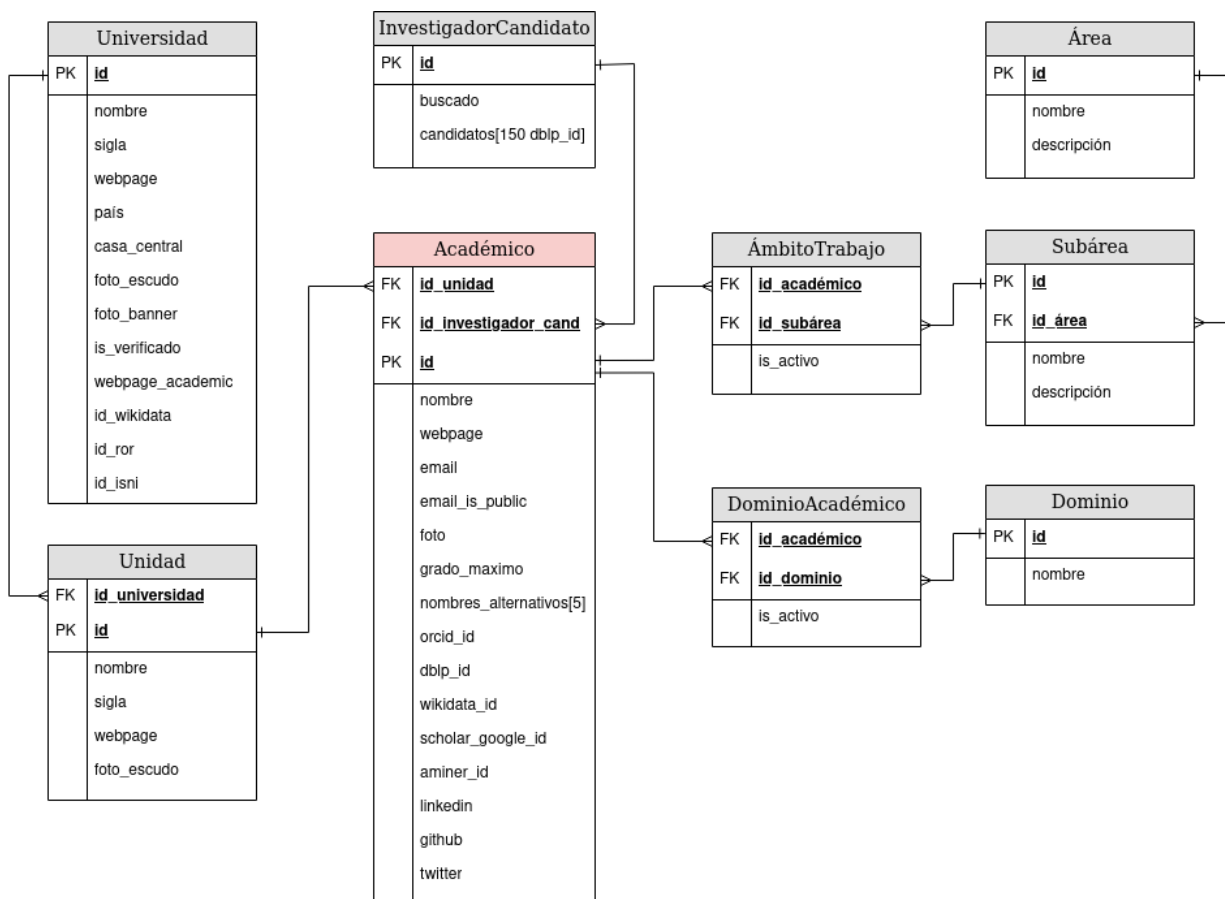 Universidad
PK id
nombre
sigla
webpage
país
casa_central
foto_escudo
foto_banner
is_verificado
webpage_academic
id_wikidata
id_ror
id_isni
Unidad
FK id_universidad
PK id
nombre
sigla
webpage
foto_escudo
InvestigadorCandidato
PK id
buscado
candidatos[150 dblp_id]
Académico
FK id_unidad
FK id_investigador_cand
PK id
nombre
webpage
email
email_is_public
foto
grado_maximo
nombres_alternativos[5]
orcid_id
dblp_id
wikidata_id
scholar_google_id
aminer_id
linkedin
github
twitter
ÁmbitoTrabajo
FK id_académico
FK id_subárea
is_activo
DominioAcadémico
FK id_académico
FK id_dominio
is_activo
Área
PK id
nombre
descripción
Subárea
PK id
FK id_área
nombre
descripción
Dominio
PK id
nombre